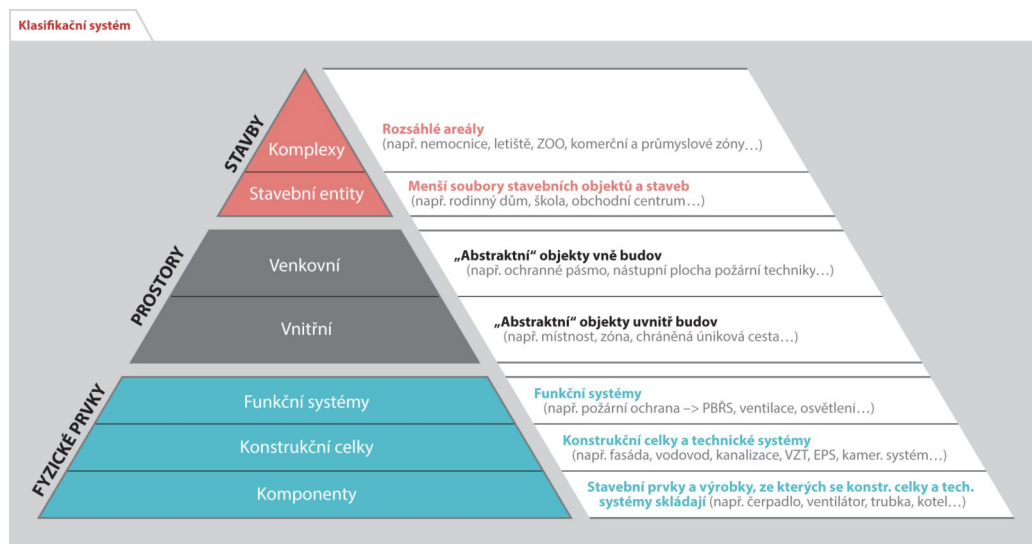 Klasifikační systém
STAVBY
Komplexy
Rozsáhlé areály
(např. nemocnice, letiště, ZOO, komerční a průmyslové zóny…)
Stavební entity
Menší soubory stavebních objektů a staveb
(např. rodinný dům, škola, obchodní centrum…)
PROSTORY
Venkovní
„Abstraktní“ objekty vně budov
(např. ochranné pásmo, nástupní plocha požární techniky…)
Vnitřní
„Abstraktní“ objekty uvnitř budov
(např. místnost, zóna, chráněná úniková cesta…)
FYZICKÉ PRVKY
Funkční systémy
Funkční systémy
(např. požární ochrana –> PBŘS, ventilace, osvětlení…)
Konstrukční celky
Konstrukční celky a technické systémy
(např. fasáda, vodovod, kanalizace, VZT, EPS, kamer. systém…)
Komponenty
Stavební prvky a výrobky, ze kterých se konstr. celky a tech.
systémy skládají (např. čerpadlo, ventilátor, trubka, kotel…)